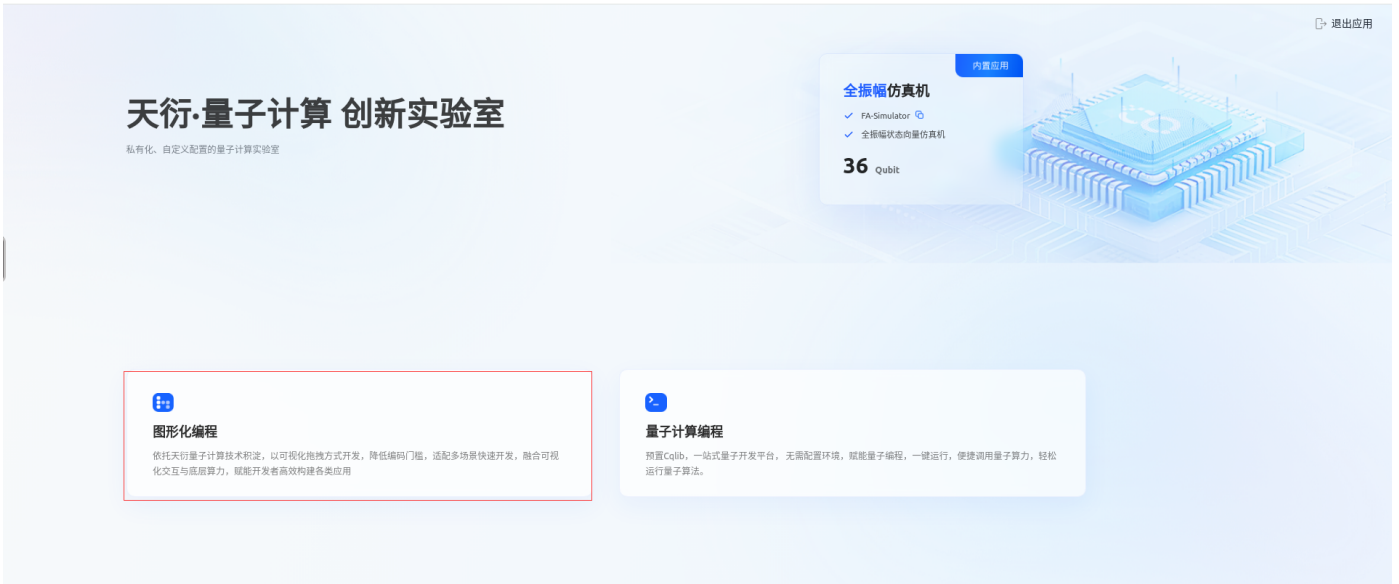 退出应用
内置应用
天衍·量子计算 创新实验室
私有化、自定义配置的量子计算实验室
全振幅仿真机
FA-Simulator
全振幅状态向量仿真机
36 Qubit
图形化编程
依托天衍量子计算技术积淀，以可视化拖拽方式开发，降低编码门槛，适配多场景快速开发，融合可视
化交互与底层算力，赋能开发者高效构建各类应用
量子计算编程
预置Cqlib，一站式量子开发平台， 无需配置环境，赋能量子编程，一键运行，便捷调用量子算力，轻松
运行量子算法。